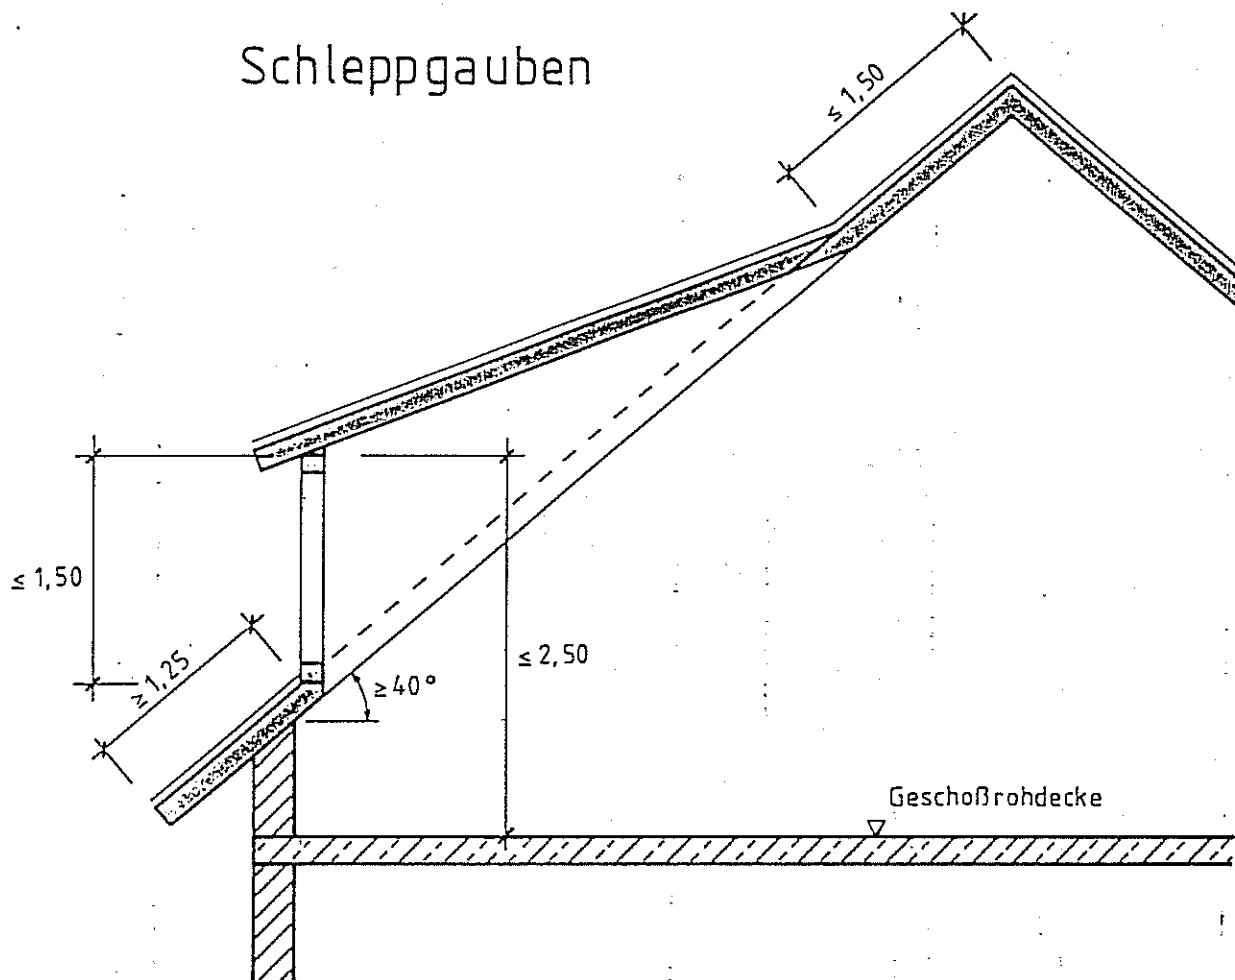 Schleppgauben
≤ 1,50
≤ 1,50
≥ 1,25
≤ 2,50
≥ 40°
Geschoßrohdecke